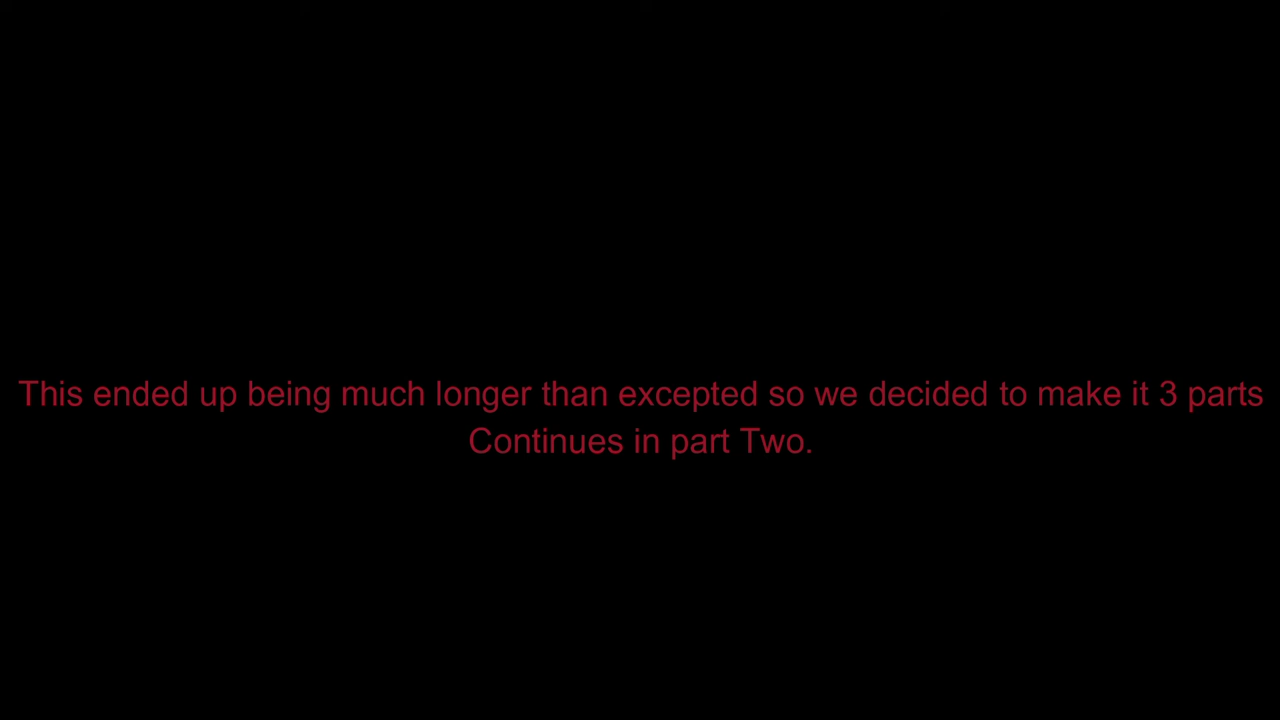 This ended up being much longer than excepted so we decided to make it 3 parts
Continues in part Two.